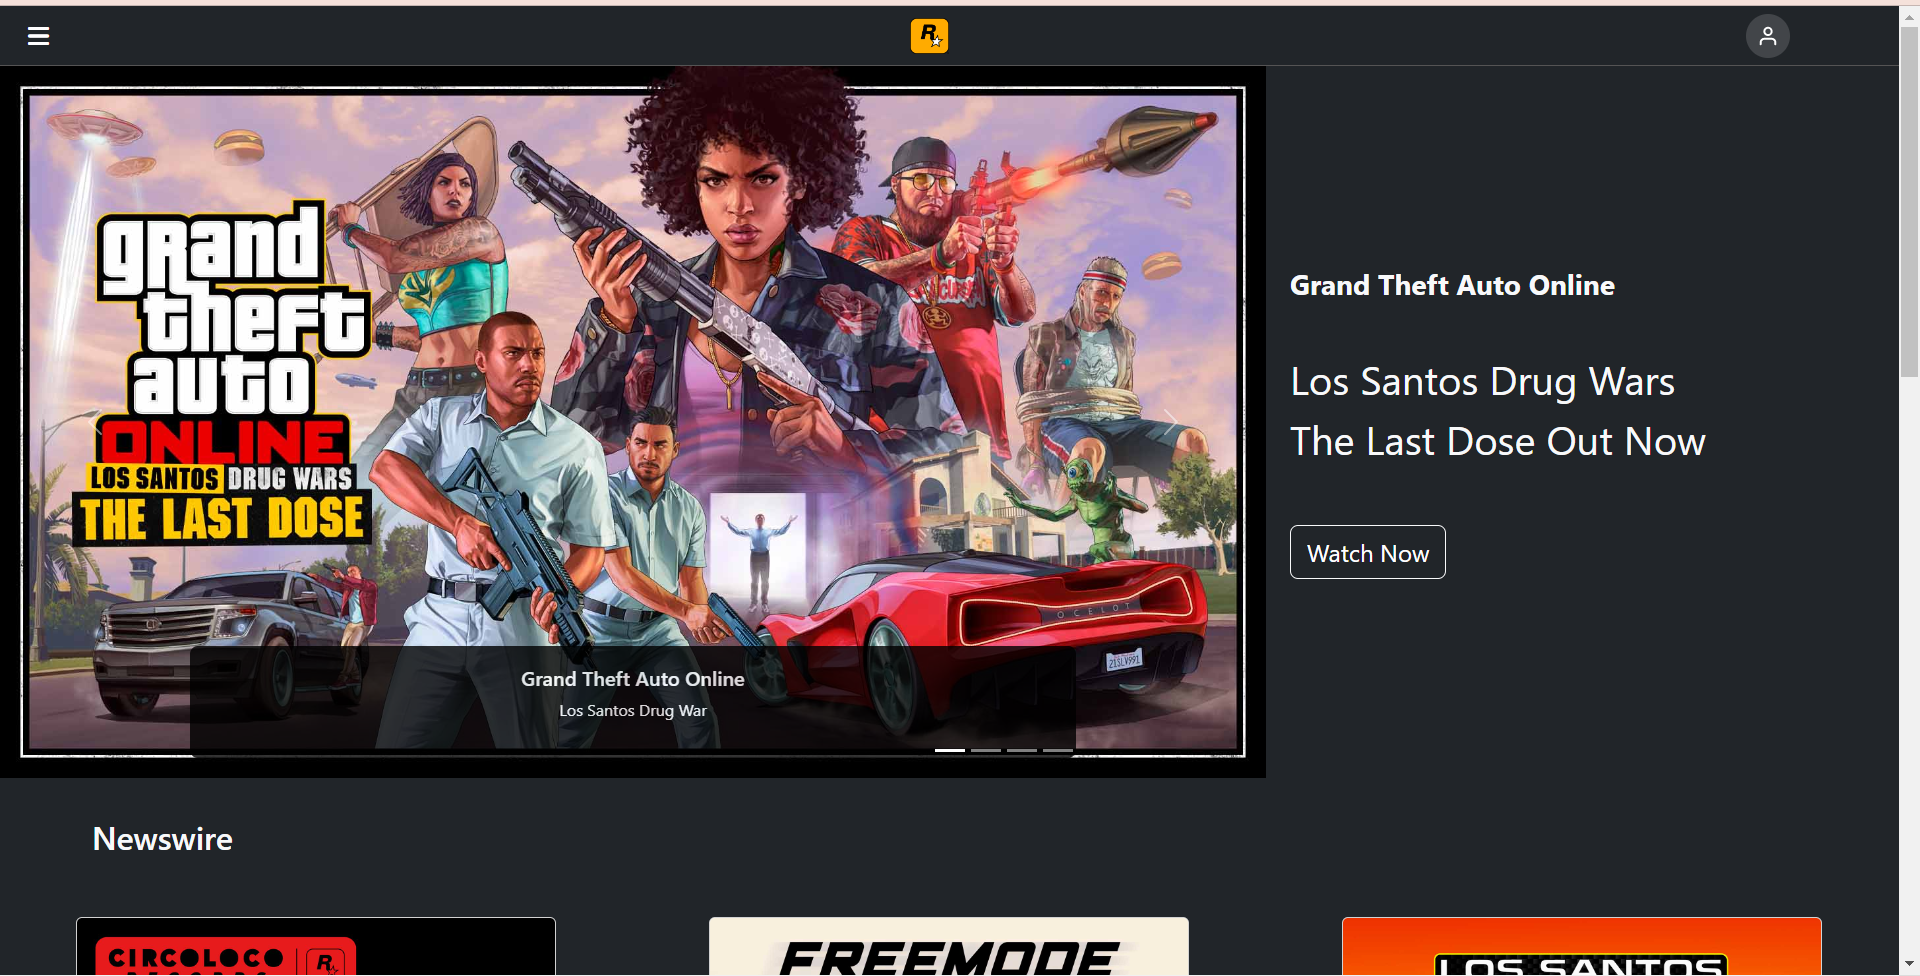 R
grand
theft
auto
ONLINE
LOS SANTOS DRUG WARS
THE LAST DOSE
OCELOT
21SLV991
Grand Theft Auto Online
Los Santos Drug War
Grand Theft Auto Online
Los Santos Drug Wars
The Last Dose Out Now
Watch Now
Newswire
CIRCOLOCO
RECORDS
R
FREEMODE
LOS SANTOS